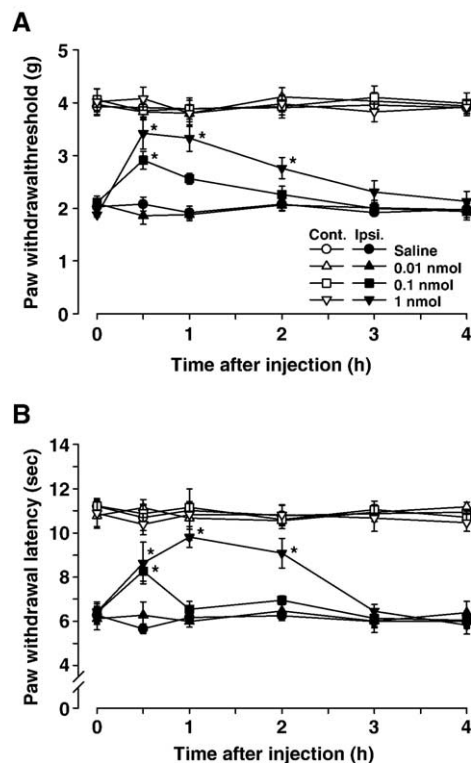 A
Paw withdrawalthreshold (g)
5
4
3
2
1
0
Cont. Ipsi.
Saline
0.01 nmol
0.1 nmol
1 nmol
* * * *
0 1 2 3 4
Time after injection (h)
B
Paw withdrawal latency (sec)
14
12
10
8
6
4
0
* * * *
0 1 2 3 4
Time after injection (h)